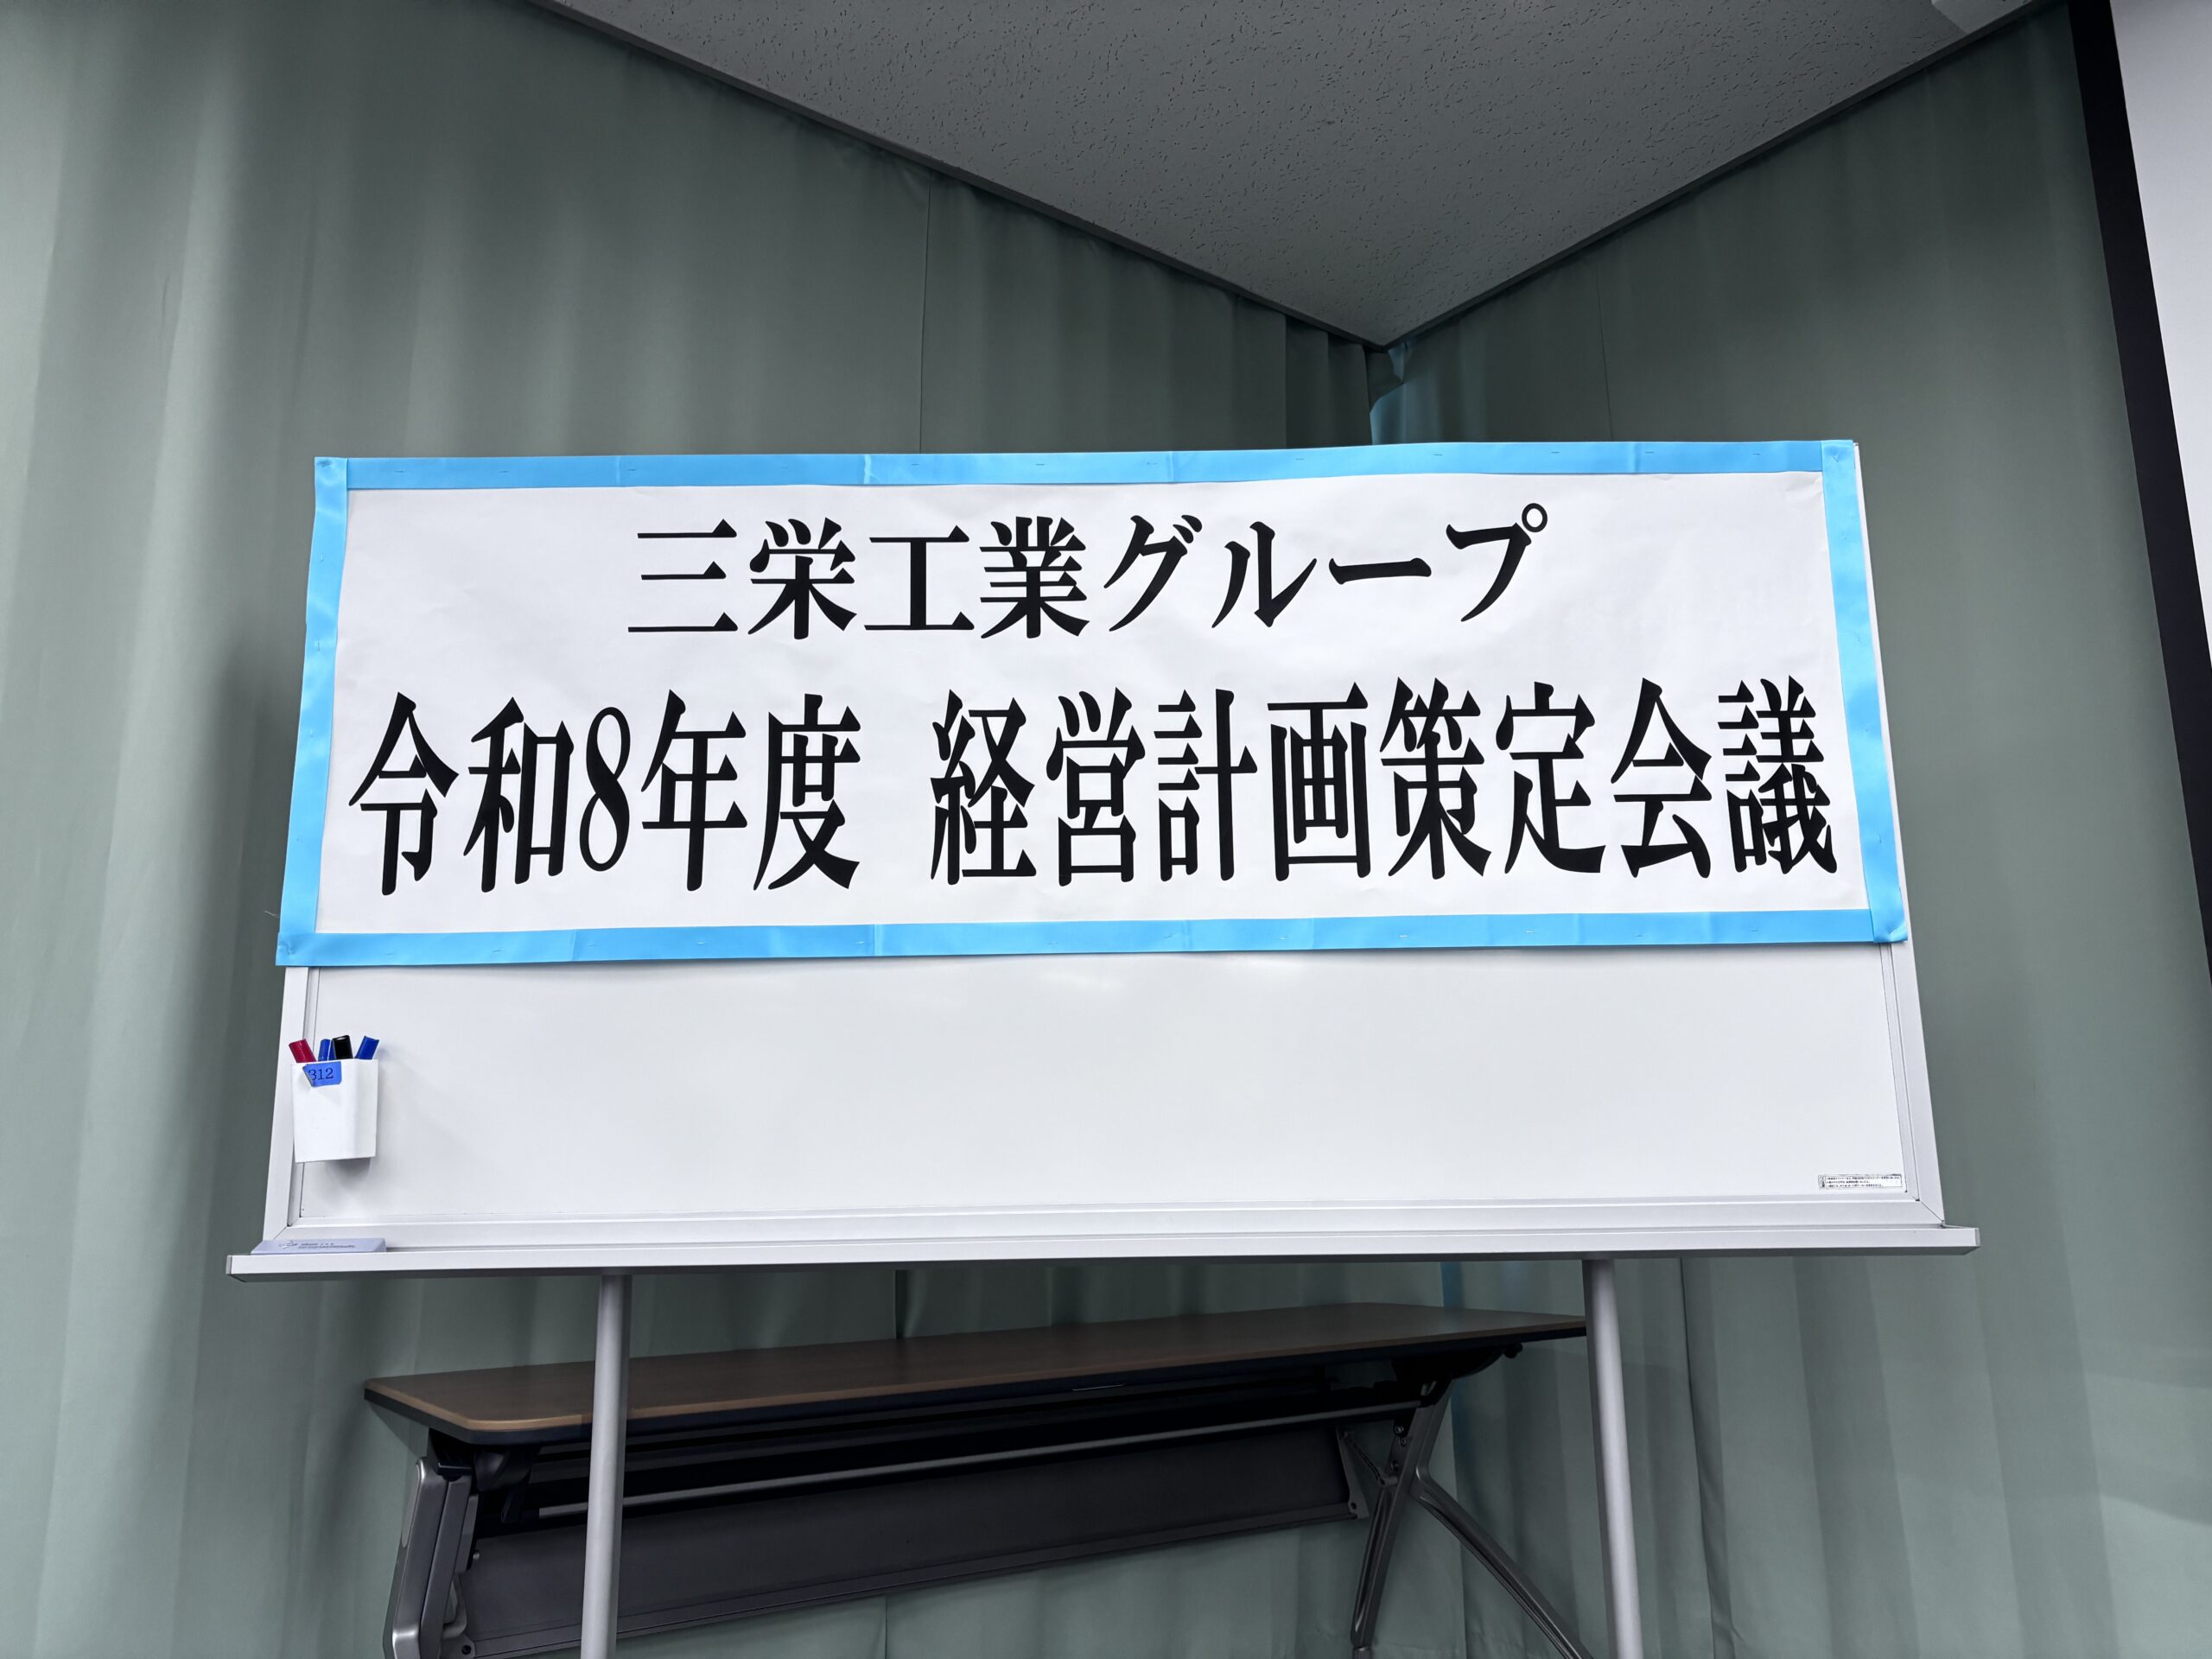 三栄工業グループ
令和8年度 経営計画策定会議
312